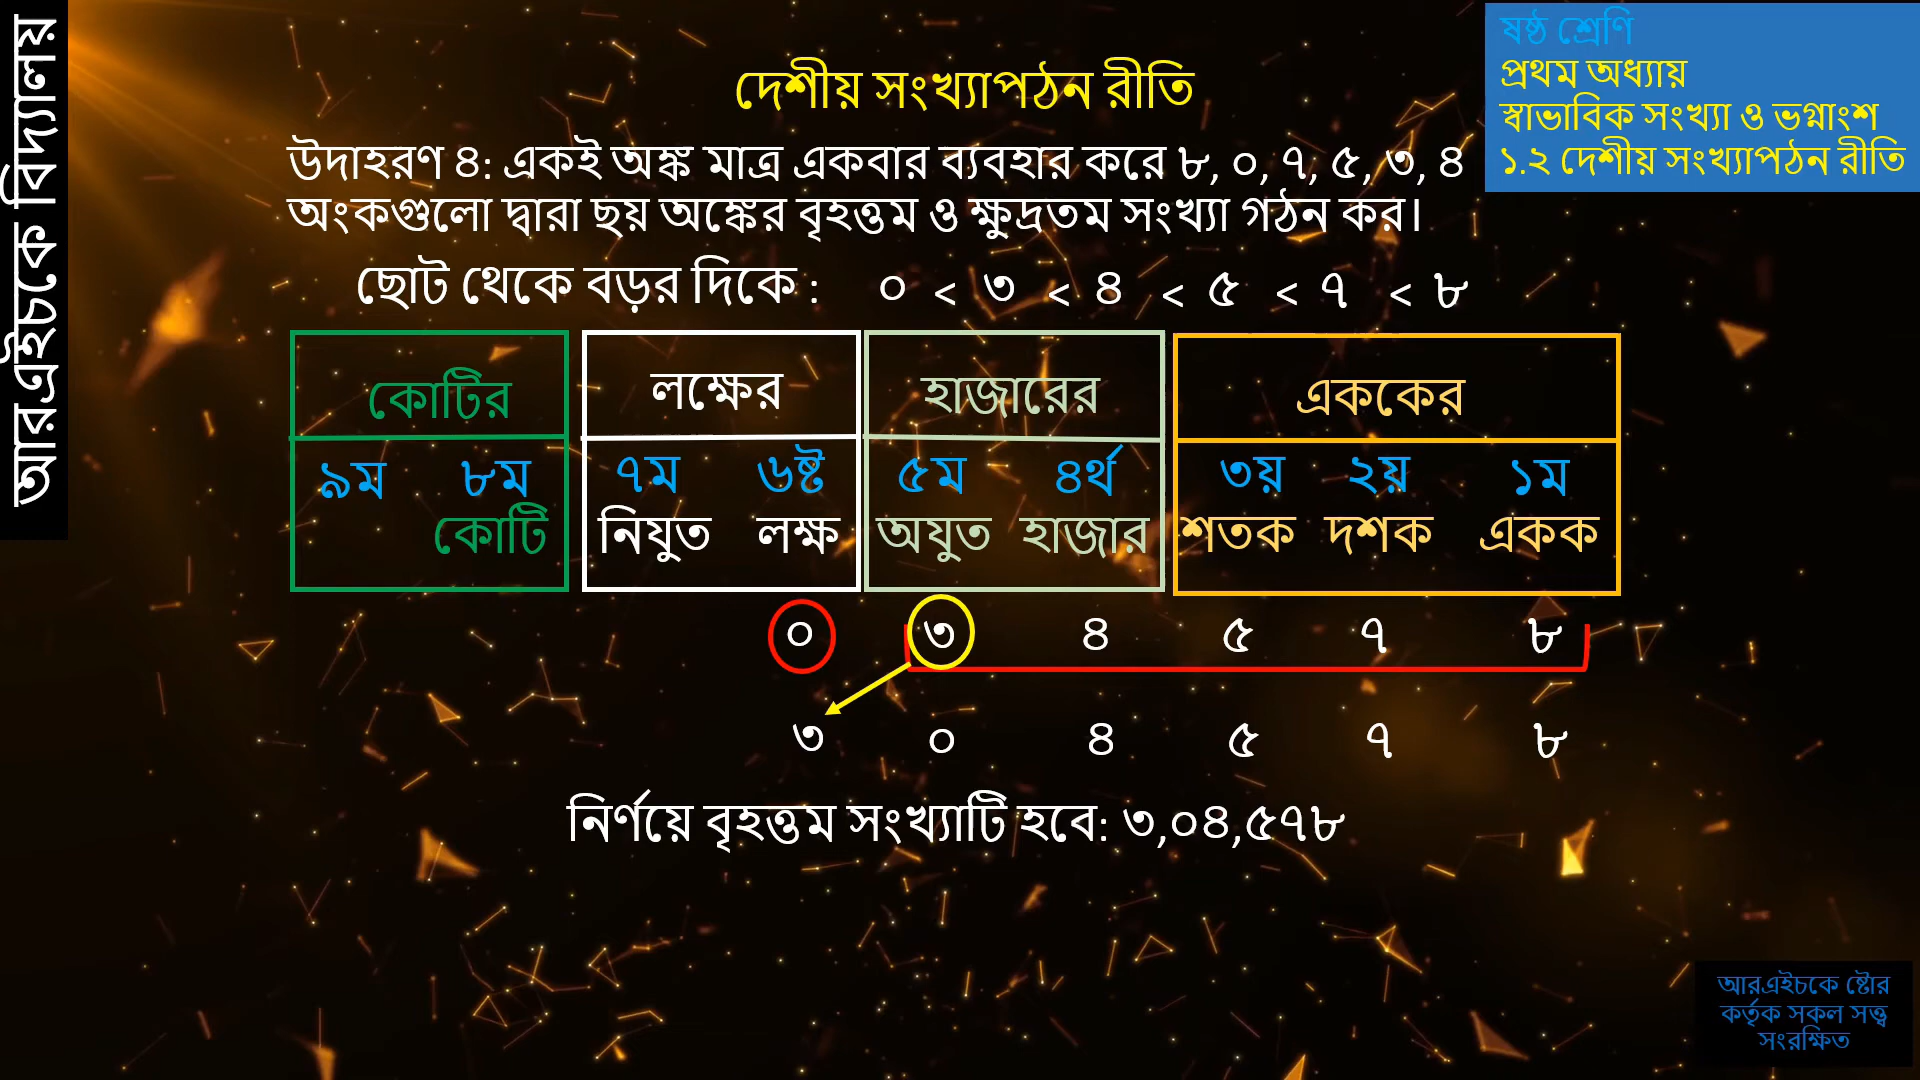 আরএইচকে বিদ্যালয়
ষষ্ঠ শ্রেণি
প্রথম অধ্যায়
স্বাভাবিক সংখ্যা ও ভগ্নাংশ
১.২ দেশীয় সংখ্যাপঠন রীতি
দেশীয় সংখ্যাপঠন রীতি
উদাহরণ ৪: একই অঙ্ক মাত্র একবার ব্যবহার করে ৮, ০, ৭, ৫, ৩, ৪
অংকগুলো দ্বারা ছয় অঙ্কের বৃহত্তম ও ক্ষুদ্রতম সংখ্যা গঠন কর।
ছোট থেকে বড়র দিকে : ০ < ৩ < ৪ < ৫ < ৭ < ৮
কোটির লক্ষের হাজারের এককের
৯ম ৮ম ৭ম ৬ষ্ট ৫ম ৪র্থ ৩য় ২য় ১ম
কোটি নিযুত লক্ষ অযুত হাজার শতক দশক একক
০ ৩ ৪ ৫ ৭ ৮
৩ ০ ৪ ৫ ৭ ৮
নির্ণয়ে বৃহত্তম সংখ্যাটি হবে: ৩,০৪,৫৭৮
আরএইচকে ষ্টোর
কর্তৃক সকল সত্ত্ব
সংরক্ষিত